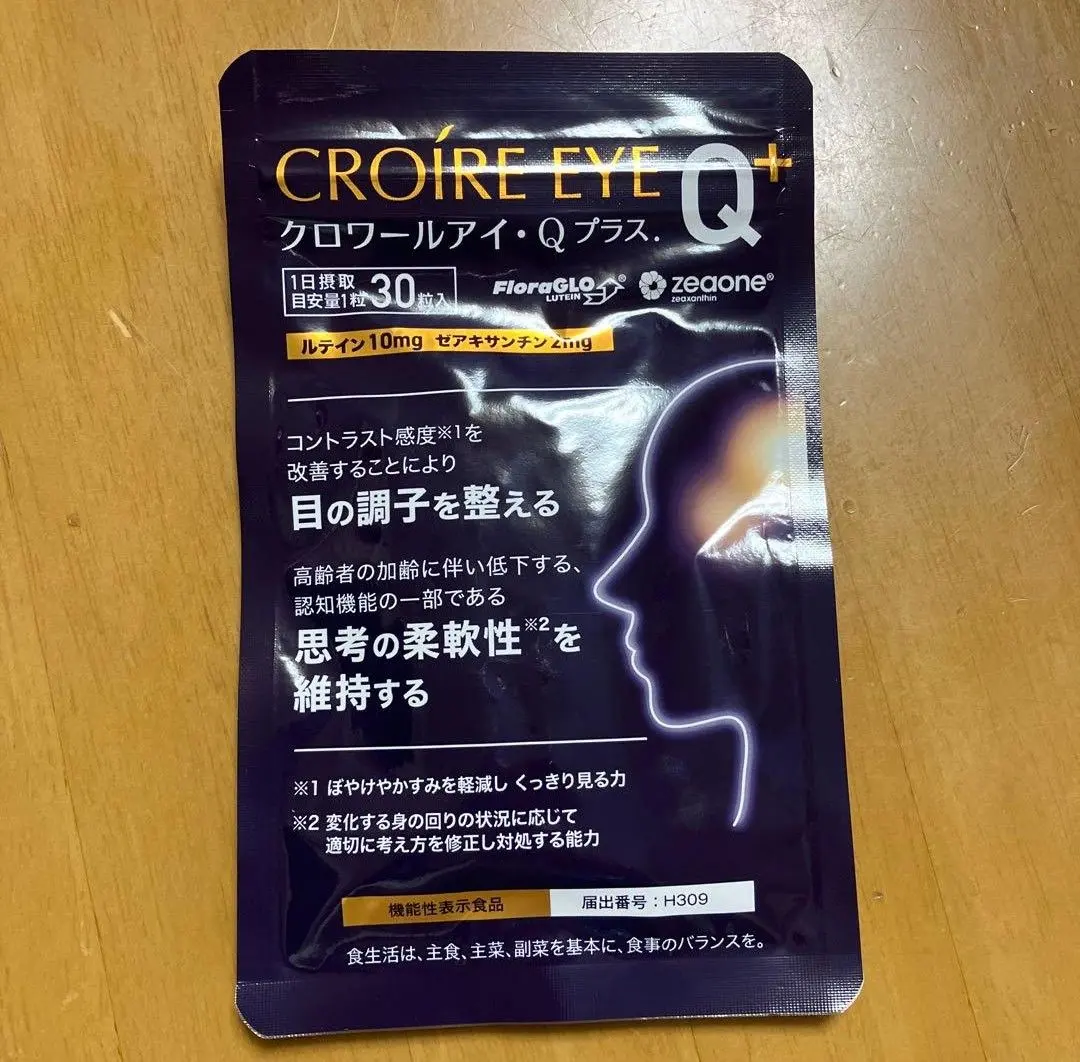 CROÍRE EYE Q+
クロワールアイ・Qプラス.
1日摂取
目安量1粒 30粒入
FloraGLO®
LUTEIN
zeaone®
zeaxanthin
ルテイン10mg ゼアキサンチン2mg
コントラスト感度※1を
改善することにより
目の調子を整える
高齢者の加齢に伴い低下する、
認知機能の一部である
思考の柔軟性※2を
維持する
※1 ぼやけやかすみを軽減し くっきり見る力
※2 変化する身の回りの状況に応じて
適切に考え方を修正し対処する能力
機能性表示食品 届出番号:H309
食生活は、主食、主菜、副菜を基本に、食事のバランスを。